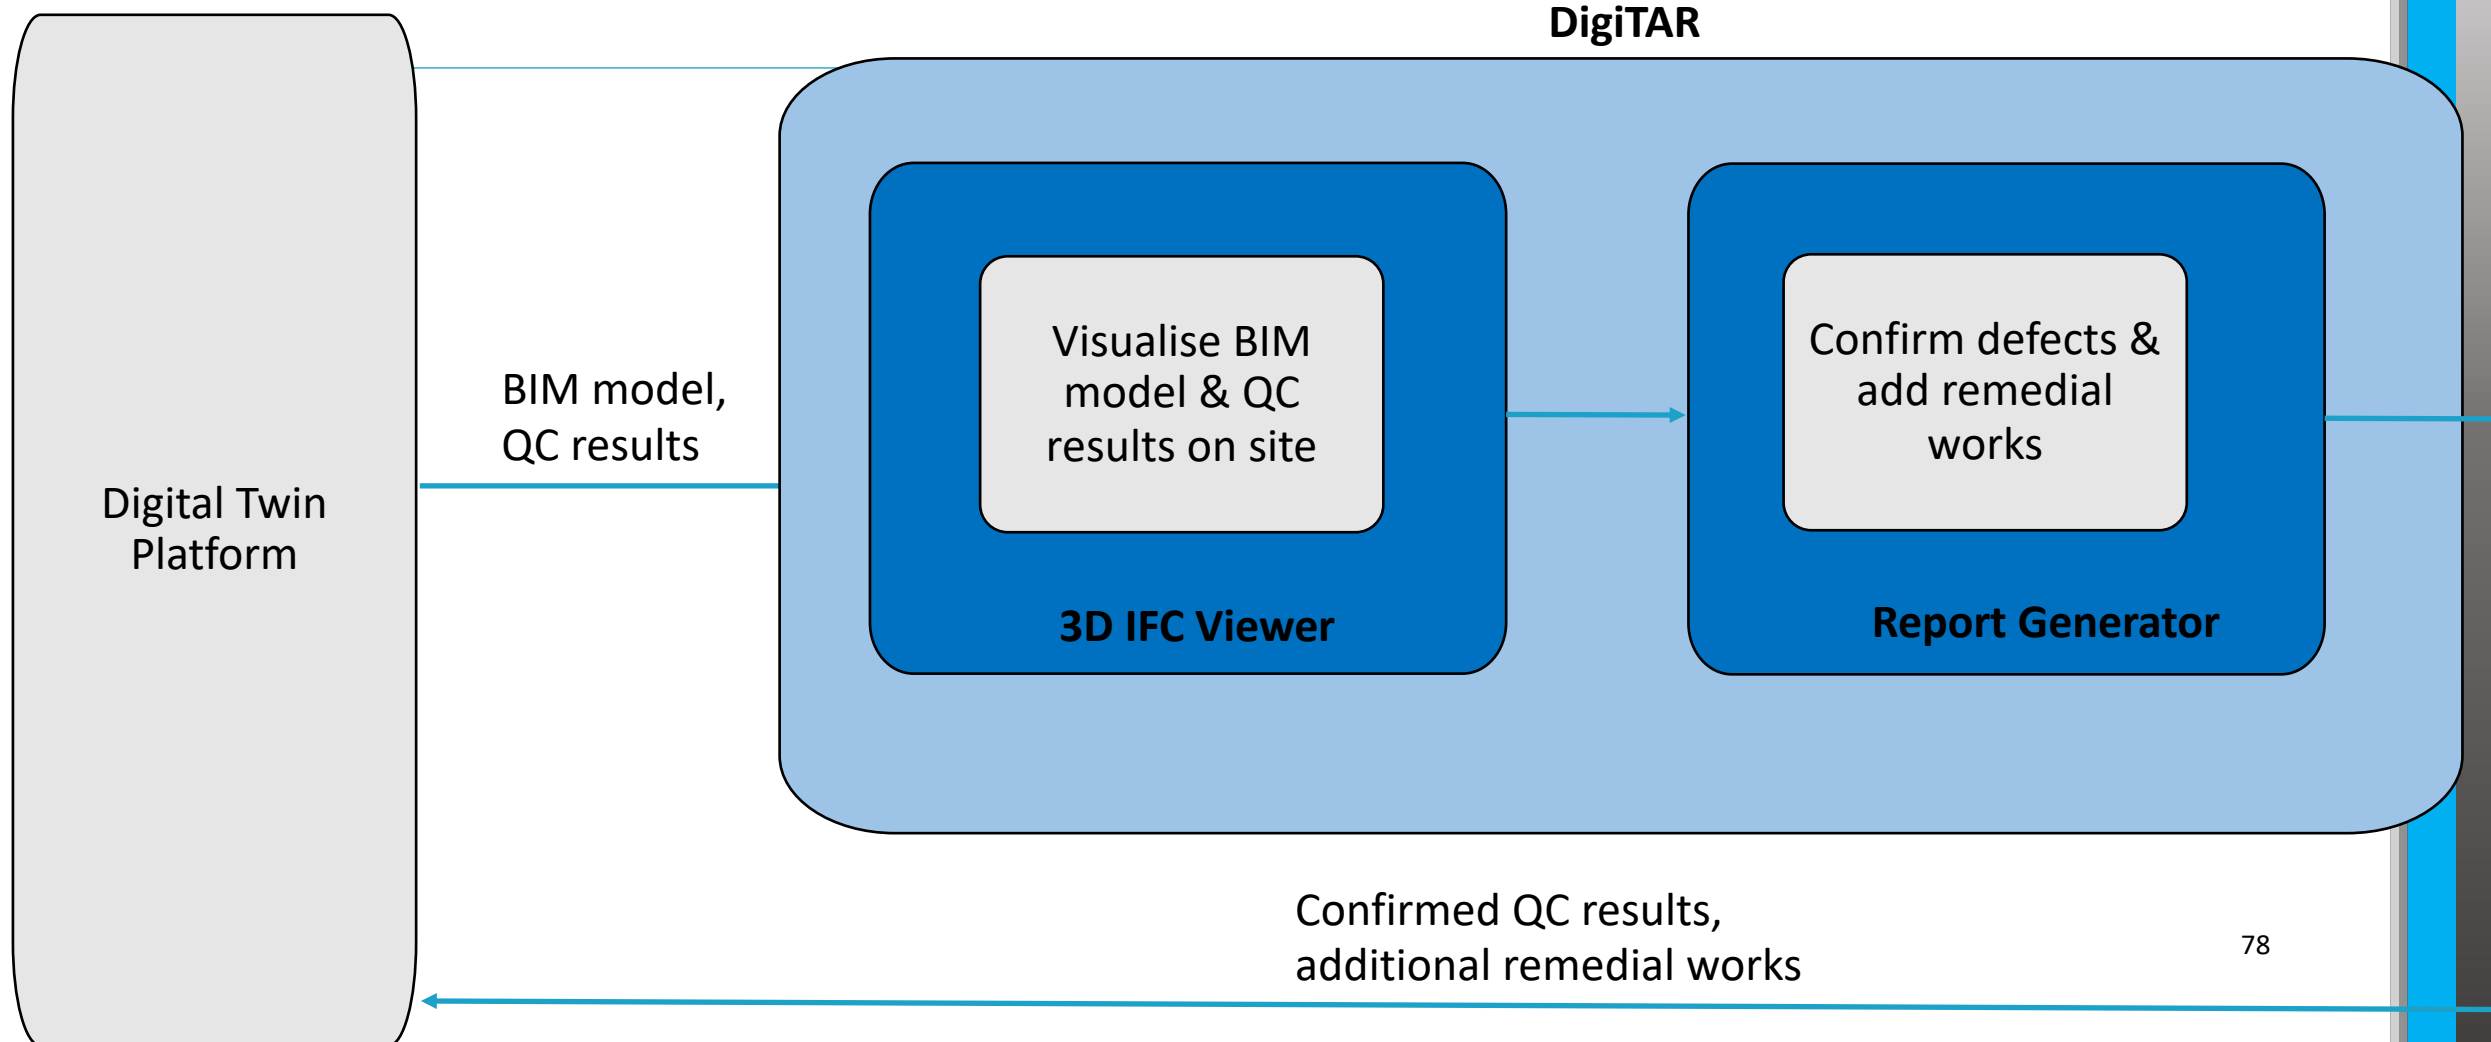 DigiTAR
Digital Twin
Platform
BIM model,
QC results
Visualise BIM
model & QC
results on site
3D IFC Viewer
Confirm defects &
add remedial
works
Report Generator
Confirmed QC results,
additional remedial works
78